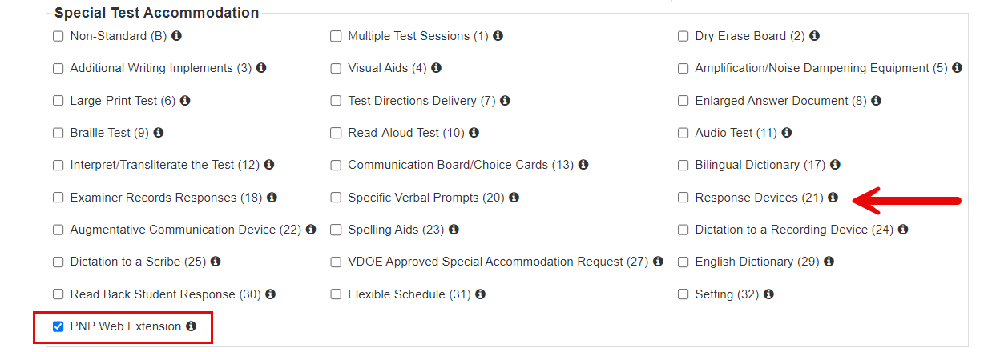 Special Test Accommodation
Non-Standard (B) Multiple Test Sessions (1) Dry Erase Board (2)
Additional Writing Implements (3) Visual Aids (4) Amplification/Noise Dampening Equipment (5)
Large-Print Test (6) Test Directions Delivery (7) Enlarged Answer Document (8)
Braille Test (9) Read-Aloud Test (10) Audio Test (11)
Interpret/Transliterate the Test (12) Communication Board/Choice Cards (13) Bilingual Dictionary (17)
Examiner Records Responses (18) Specific Verbal Prompts (20) Response Devices (21)
Augmentative Communication Device (22) Spelling Aids (23) Dictation to a Recording Device (24)
Dictation to a Scribe (25) VDOE Approved Special Accommodation Request (27) English Dictionary (29)
Read Back Student Response (30) Flexible Schedule (31) Setting (32)
PNP Web Extension